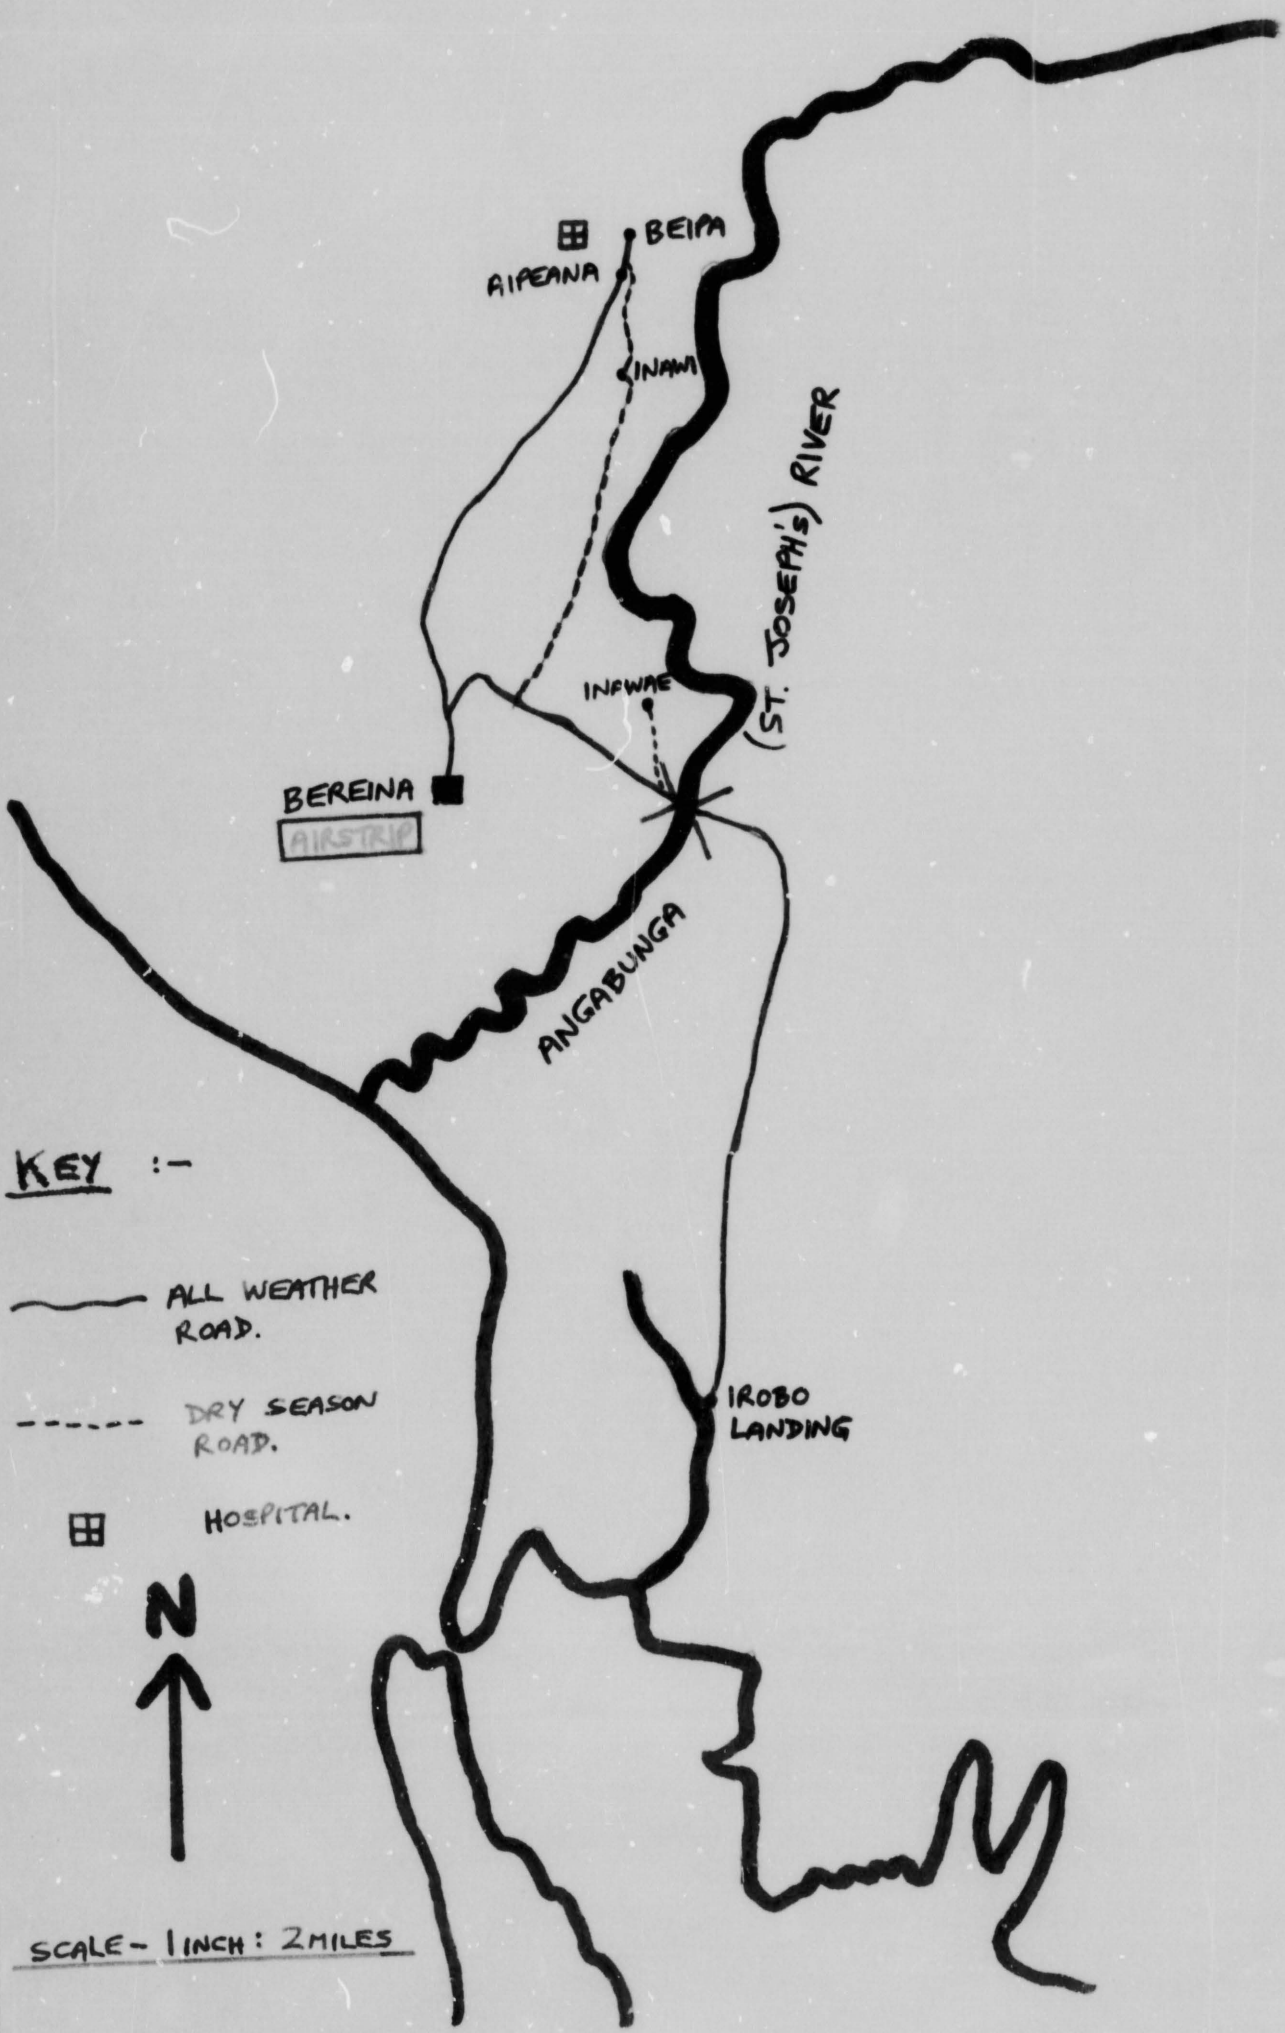 BEIPA
AIPEANA
INAWI
(ST. JOSEPH'S) RIVER
INAWAE
BEREINA
AIRSTRIP
ANGABUNGA
KEY :-
ALL WEATHER
ROAD.
DRY SEASON
ROAD.
IROBO
LANDING
HOSPITAL.
N
SCALE - 1 INCH : 2 MILES